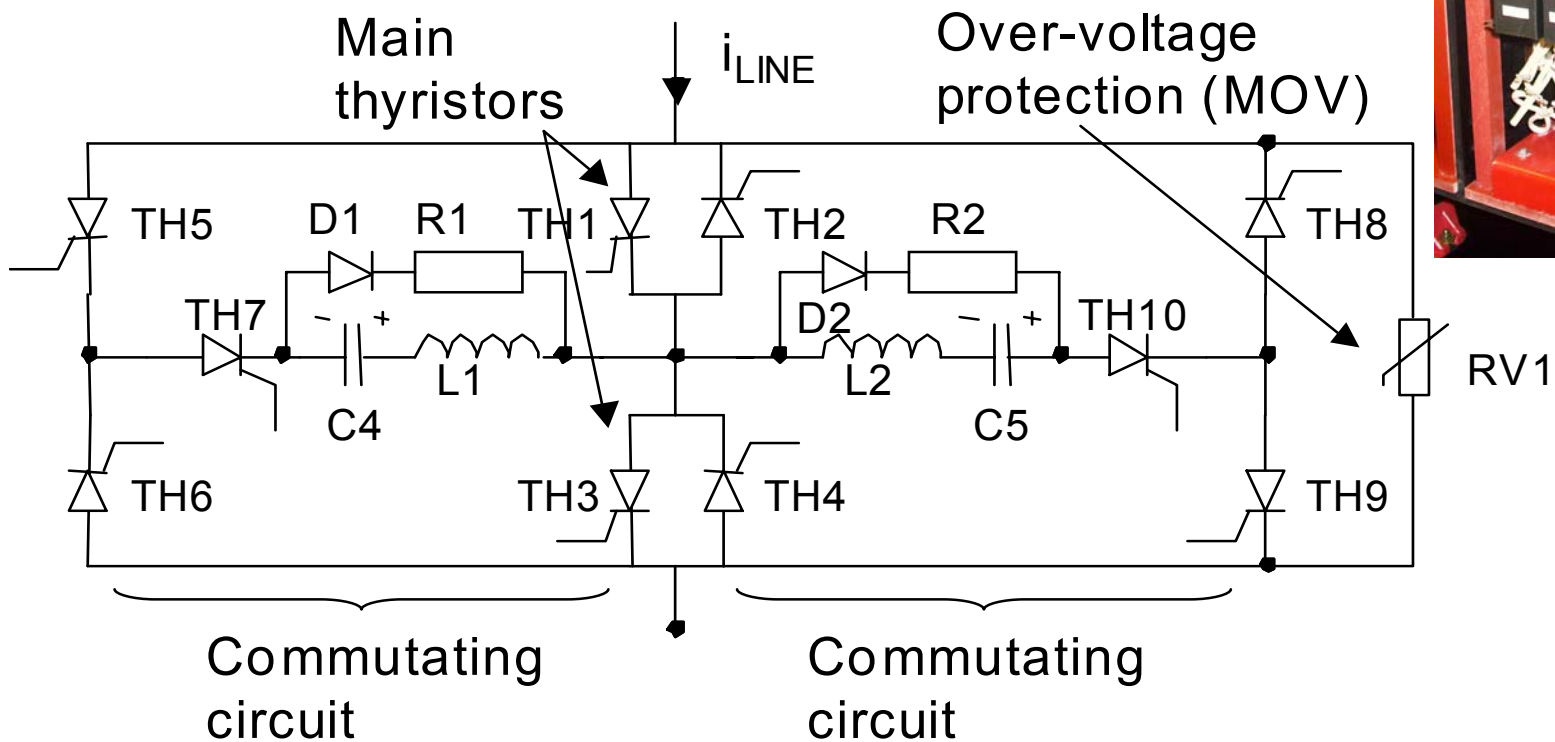 Main
thyristors
iLINE
Over-voltage
protection (MOV)
TH5
D1
R1
TH1
TH2
R2
TH8
TH7
− +
D2
− +
TH10
L1
L2
RV1
C4
C5
TH6
TH3
TH4
TH9
Commutating
circuit
Commutating
circuit